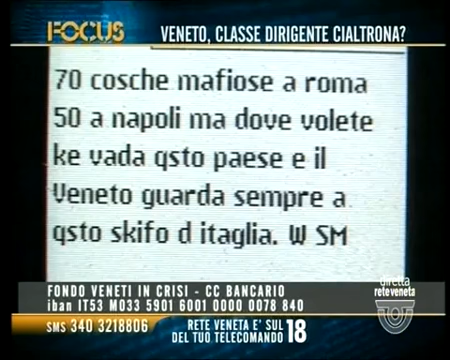 FOCUS
VENETO, CLASSE DIRIGENTE CIALTRONA?
70 cosche mafiose a roma
50 a napoli ma dove volete
ke vada qsto paese e il
Veneto guarda sempre a
qsto skifo d itaglia. W SM
FONDO VENETI IN CRISI - CC BANCARIO
iban IT53 M033 5901 6001 0000 0078 840
diretta
reteveneta
SMS 340 3218806
RETE VENETA E' SUL
DEL TUO TELECOMANDO 18